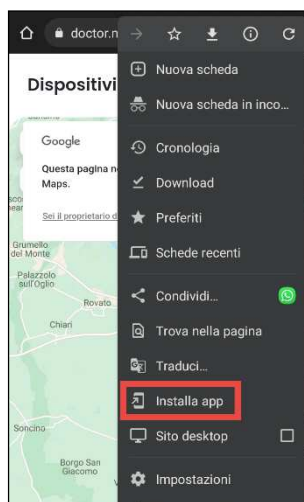 doctor.n
Dispositivi
Google
Questa pagina n
Maps.
Sei il proprietario d
Grumello
del Monte
Palazzolo
sull'Oglio
Rovato
Chiari
Soncino
Borgo San
Giacomo
Nuova scheda
Nuova scheda in inco...
Cronologia
Download
Preferiti
Schede recenti
Condividi...
Trova nella pagina
Traduci...
Installa app
Sito desktop
Impostazioni